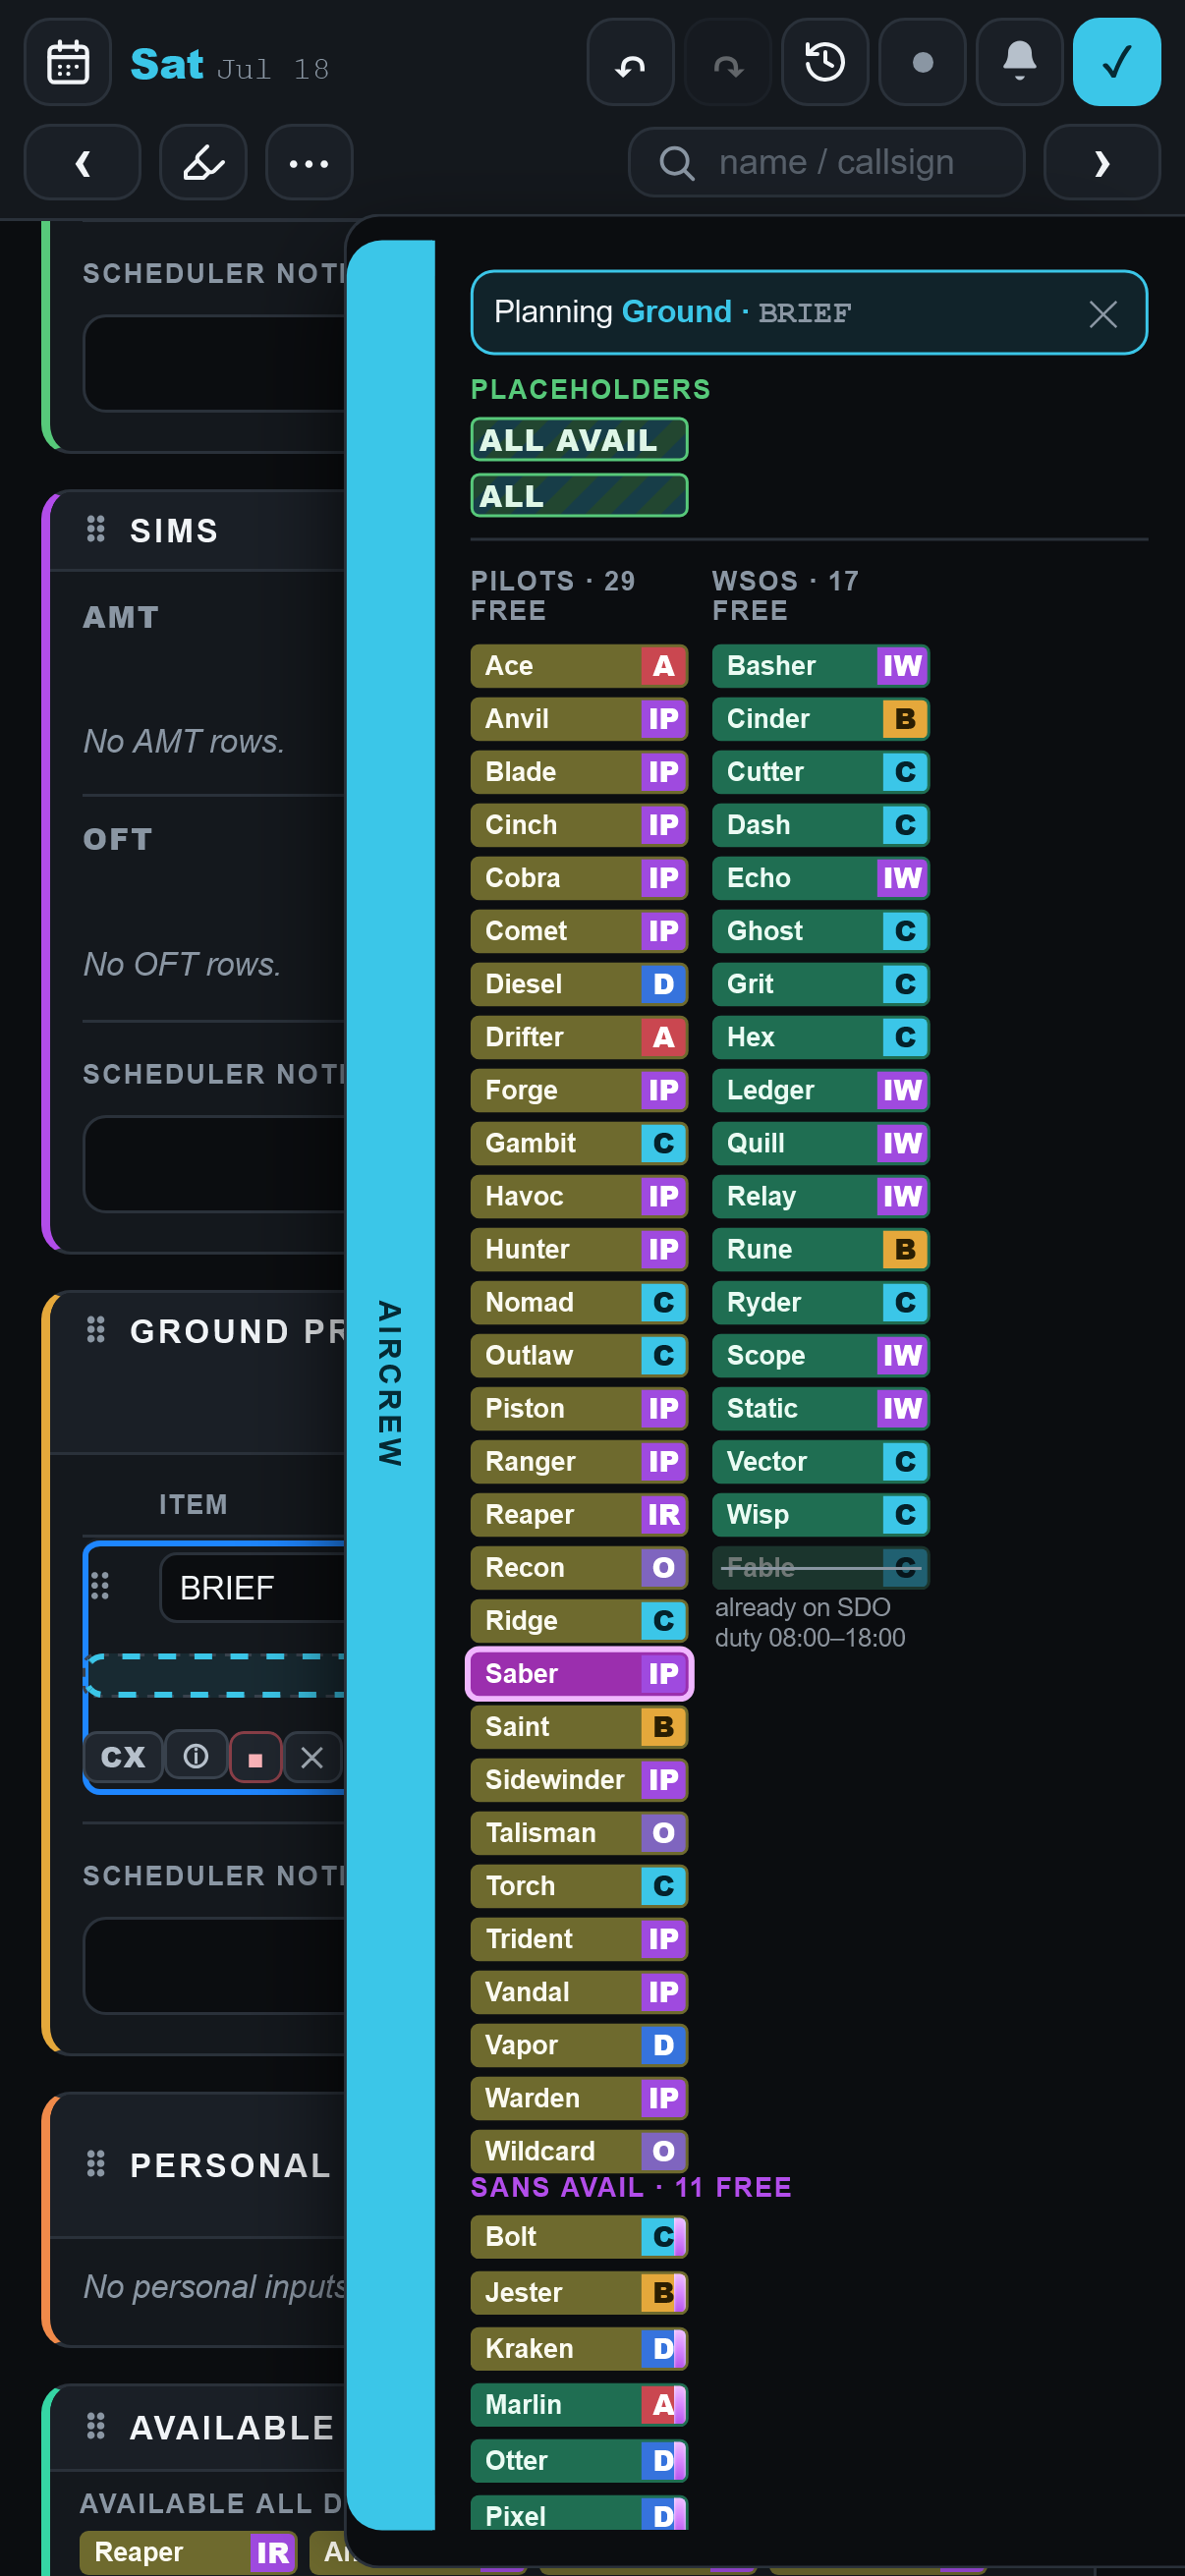 Sat Jul 18
name / callsign
SCHEDULER NOT
SIMS
AMT
No AMT rows.
OFT
No OFT rows.
SCHEDULER NOT
GROUND PR
ITEM
BRIEF
CX
SCHEDULER NOT
PERSONAL
No personal inputs
AVAILABLE
AVAILABLE ALL D
Reaper IR
AIRCREW
Planning Ground · BRIEF
PLACEHOLDERS
ALL AVAIL
ALL
PILOTS · 29
FREE
Ace A
Anvil IP
Blade IP
Cinch IP
Cobra IP
Comet IP
Diesel D
Drifter A
Forge IP
Gambit C
Havoc IP
Hunter IP
Nomad C
Outlaw C
Piston IP
Ranger IP
Reaper IR
Recon O
Ridge C
Saber IP
Saint B
Sidewinder IP
Talisman O
Torch C
Trident IP
Vandal IP
Vapor D
Warden IP
Wildcard O
WSOS · 17
FREE
Basher IW
Cinder B
Cutter C
Dash C
Echo IW
Ghost C
Grit C
Hex C
Ledger IW
Quill IW
Relay IW
Rune B
Ryder C
Scope IW
Static IW
Vector C
Wisp C
Fable C
already on SDO
duty 08:00–18:00
SANS AVAIL · 11 FREE
Bolt C
Jester B
Kraken D
Marlin A
Otter D
Pixel D